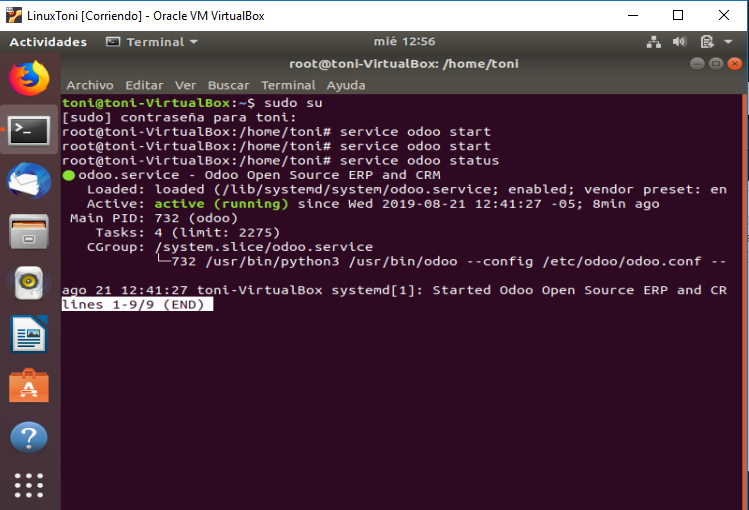 LinuxToni [Corriendo] - Oracle VM VirtualBox
Actividades Terminal mié 12:56
root@toni-VirtualBox: /home/toni
Archivo Editar Ver Buscar Terminal Ayuda
toni@toni-VirtualBox:~$ sudo su
[sudo] contraseña para toni:
root@toni-VirtualBox:/home/toni# service odoo start
root@toni-VirtualBox:/home/toni# service odoo start
root@toni-VirtualBox:/home/toni# service odoo status
● odoo.service - Odoo Open Source ERP and CRM
   Loaded: loaded (/lib/systemd/system/odoo.service; enabled; vendor preset: en
   Active: active (running) since Wed 2019-08-21 12:41:27 -05; 8min ago
 Main PID: 732 (odoo)
    Tasks: 4 (limit: 2275)
   CGroup: /system.slice/odoo.service
           └─732 /usr/bin/python3 /usr/bin/odoo --config /etc/odoo/odoo.conf --
ago 21 12:41:27 toni-VirtualBox systemd[1]: Started Odoo Open Source ERP and CR
lines 1-9/9 (END)